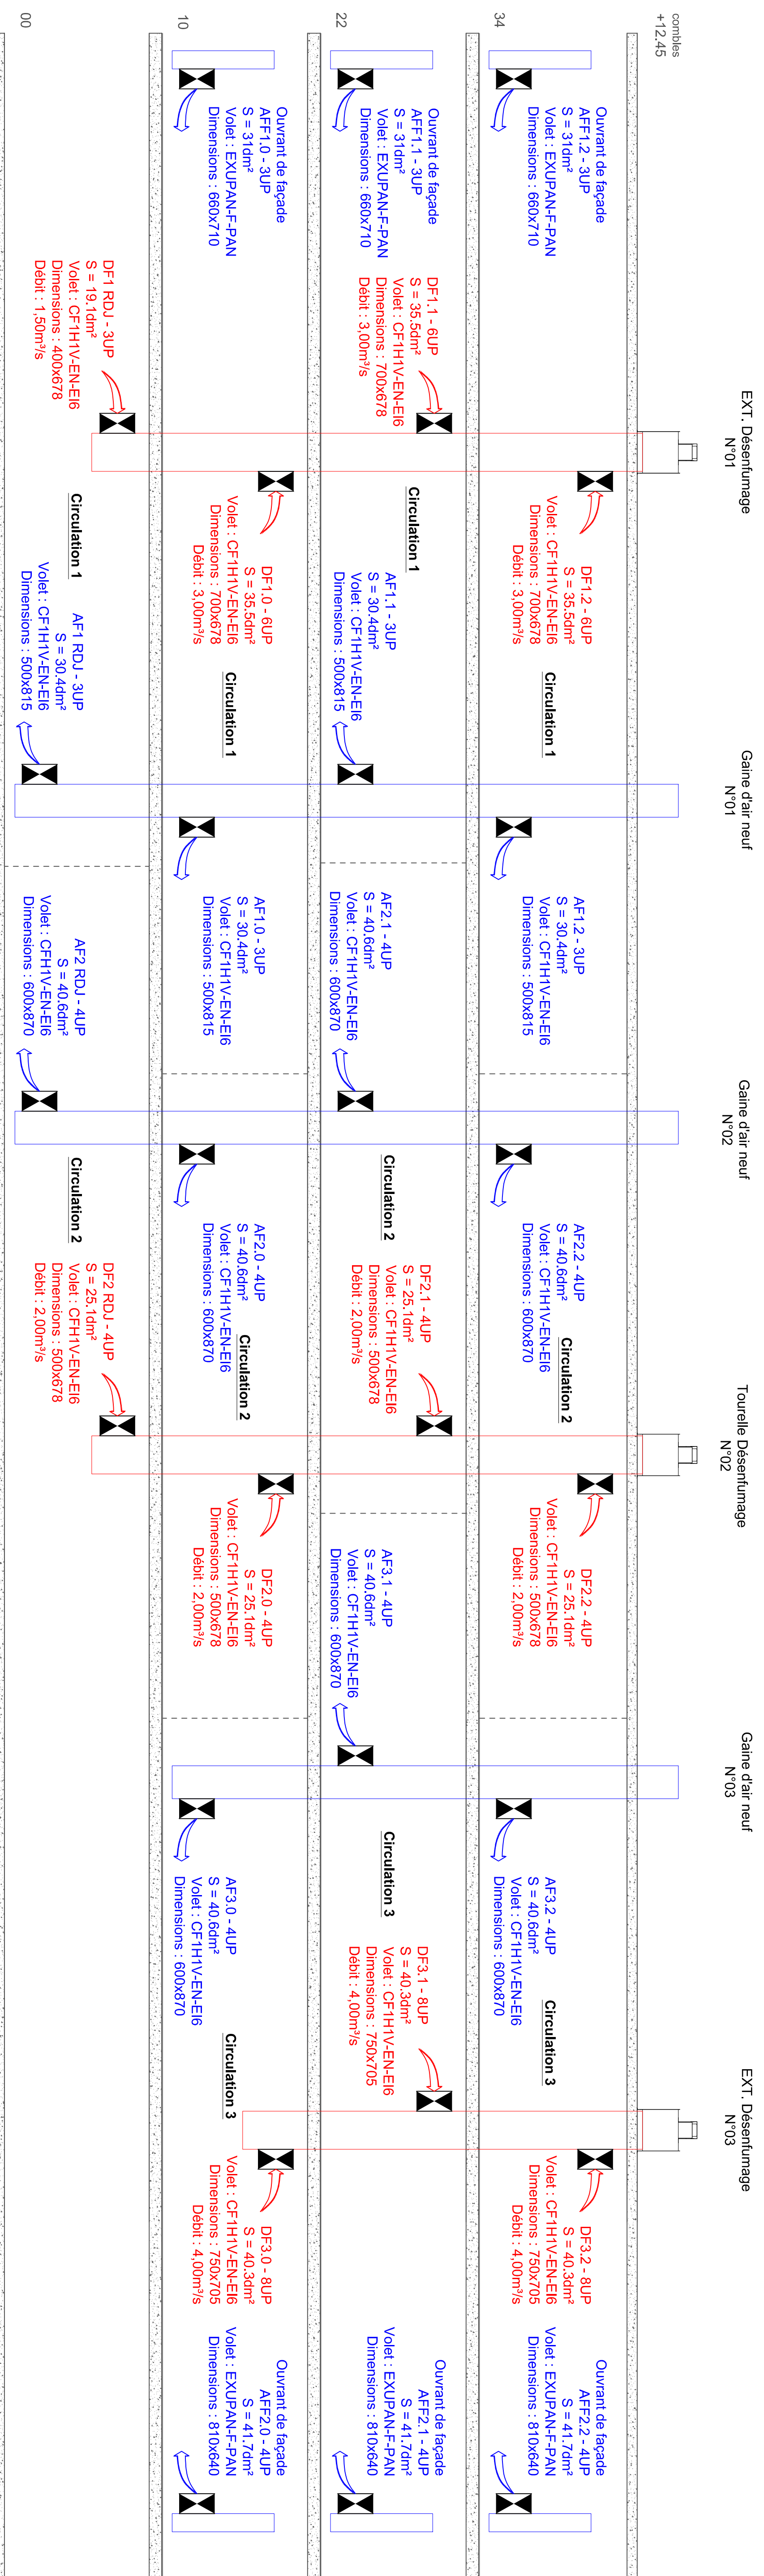 EXT. Désenfumage
N°01
Gaine d'air neuf
N°01
Gaine d'air neuf
N°02
Tourelle Désenfumage
N°02
Gaine d'air neuf
N°03
EXT. Désenfumage
N°03
combles
+12.45
Ouvrant de façade
AFF1.2 - 3UP
S = 31dm²
Volet : EXUPAN-F-PAN
Dimensions : 660x710
DF1.2 - 6UP
S = 35.5dm²
Volet : CF1H1V-EN-EI6
Dimensions : 700x678
Débit : 3,00m³/s
Circulation 1
AF1.2 - 3UP
S = 30.4dm²
Volet : CF1H1V-EN-EI6
Dimensions : 500x815
AF2.2 - 4UP
S = 40.6dm²
Volet : CF1H1V-EN-EI6
Dimensions : 600x870
Circulation 2
DF2.2 - 4UP
S = 25.1dm²
Volet : CF1H1V-EN-EI6
Dimensions : 500x678
Débit : 2,00m³/s
AF3.2 - 4UP
S = 40.6dm²
Volet : CF1H1V-EN-EI6
Dimensions : 600x870
Circulation 3
DF3.2 - 8UP
S = 40.3dm²
Volet : CF1H1V-EN-EI6
Dimensions : 750x705
Débit : 4,00m³/s
Ouvrant de façade
AFF2.2 - 4UP
S = 41.7dm²
Volet : EXUPAN-F-PAN
Dimensions : 810x640
34
Ouvrant de façade
AFF1.1 - 3UP
S = 31dm²
Volet : EXUPAN-F-PAN
Dimensions : 660x710
DF1.1 - 6UP
S = 35.5dm²
Volet : CF1H1V-EN-EI6
Dimensions : 700x678
Débit : 3,00m³/s
Circulation 1
AF1.1 - 3UP
S = 30.4dm²
Volet : CF1H1V-EN-EI6
Dimensions : 500x815
AF2.1 - 4UP
S = 40.6dm²
Volet : CF1H1V-EN-EI6
Dimensions : 600x870
Circulation 2
DF2.1 - 4UP
S = 25.1dm²
Volet : CF1H1V-EN-EI6
Dimensions : 500x678
Débit : 2,00m³/s
AF3.1 - 4UP
S = 40.6dm²
Volet : CF1H1V-EN-EI6
Dimensions : 600x870
Circulation 3
DF3.1 - 8UP
S = 40.3dm²
Volet : CF1H1V-EN-EI6
Dimensions : 750x705
Débit : 4,00m³/s
Ouvrant de façade
AFF2.1 - 4UP
S = 41.7dm²
Volet : EXUPAN-F-PAN
Dimensions : 810x640
22
Ouvrant de façade
AFF1.0 - 3UP
S = 31dm²
Volet : EXUPAN-F-PAN
Dimensions : 660x710
DF1.0 - 6UP
S = 35.5dm²
Volet : CF1H1V-EN-EI6
Dimensions : 700x678
Débit : 3,00m³/s
Circulation 1
AF1.0 - 3UP
S = 30.4dm²
Volet : CF1H1V-EN-EI6
Dimensions : 500x815
AF2.0 - 4UP
S = 40.6dm²
Volet : CF1H1V-EN-EI6
Dimensions : 600x870
Circulation 2
DF2.0 - 4UP
S = 25.1dm²
Volet : CF1H1V-EN-EI6
Dimensions : 500x678
Débit : 2,00m³/s
AF3.0 - 4UP
S = 40.6dm²
Volet : CF1H1V-EN-EI6
Dimensions : 600x870
Circulation 3
DF3.0 - 8UP
S = 40.3dm²
Volet : CF1H1V-EN-EI6
Dimensions : 750x705
Débit : 4,00m³/s
Ouvrant de façade
AFF2.0 - 4UP
S = 41.7dm²
Volet : EXUPAN-F-PAN
Dimensions : 810x640
10
DF1 RDJ - 3UP
S = 19.1dm²
Volet : CF1H1V-EN-EI6
Dimensions : 400x678
Débit : 1,50m³/s
Circulation 1
AF1 RDJ - 3UP
S = 30.4dm²
Volet : CF1H1V-EN-EI6
Dimensions : 500x815
AF2 RDJ - 4UP
S = 40.6dm²
Volet : CFH1V-EN-EI6
Dimensions : 600x870
Circulation 2
DF2 RDJ - 4UP
S = 25.1dm²
Volet : CFH1V-EN-EI6
Dimensions : 500x678
Débit : 2,00m³/s
00